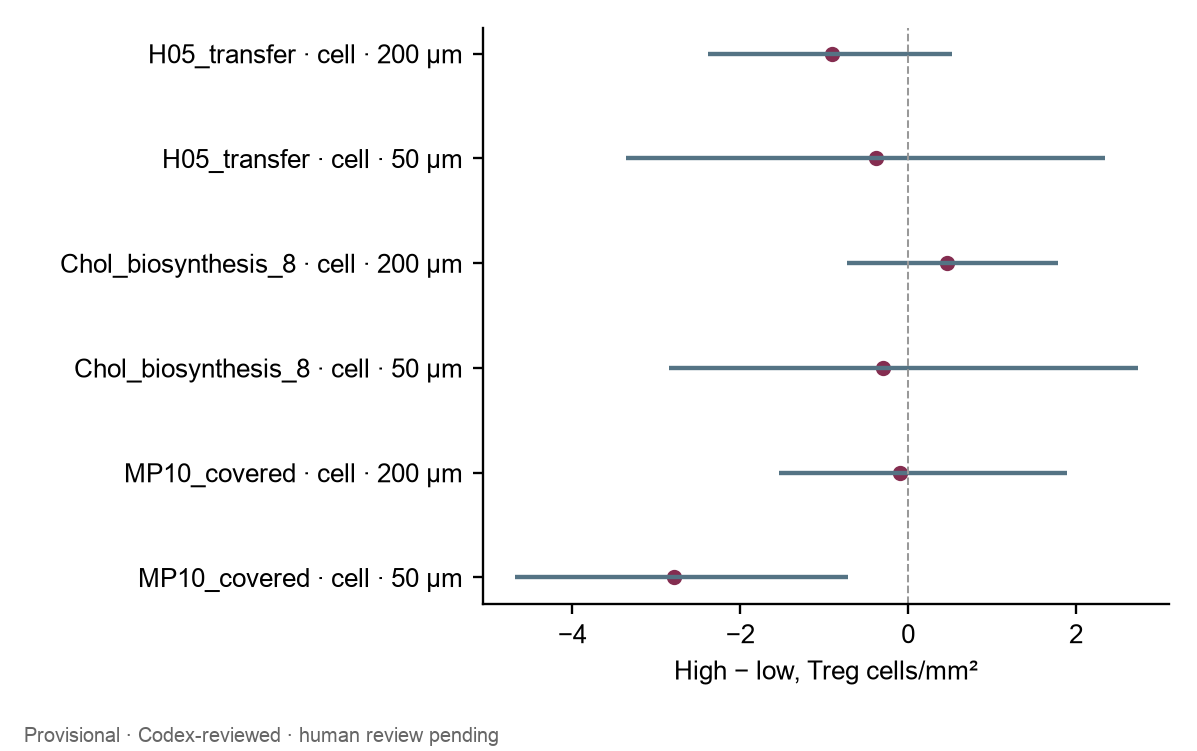 H05_transfer · cell · 200 µm
H05_transfer · cell · 50 µm
Chol_biosynthesis_8 · cell · 200 µm
Chol_biosynthesis_8 · cell · 50 µm
MP10_covered · cell · 200 µm
MP10_covered · cell · 50 µm
−4 −2 0 2
High − low, Treg cells/mm²
Provisional · Codex-reviewed · human review pending